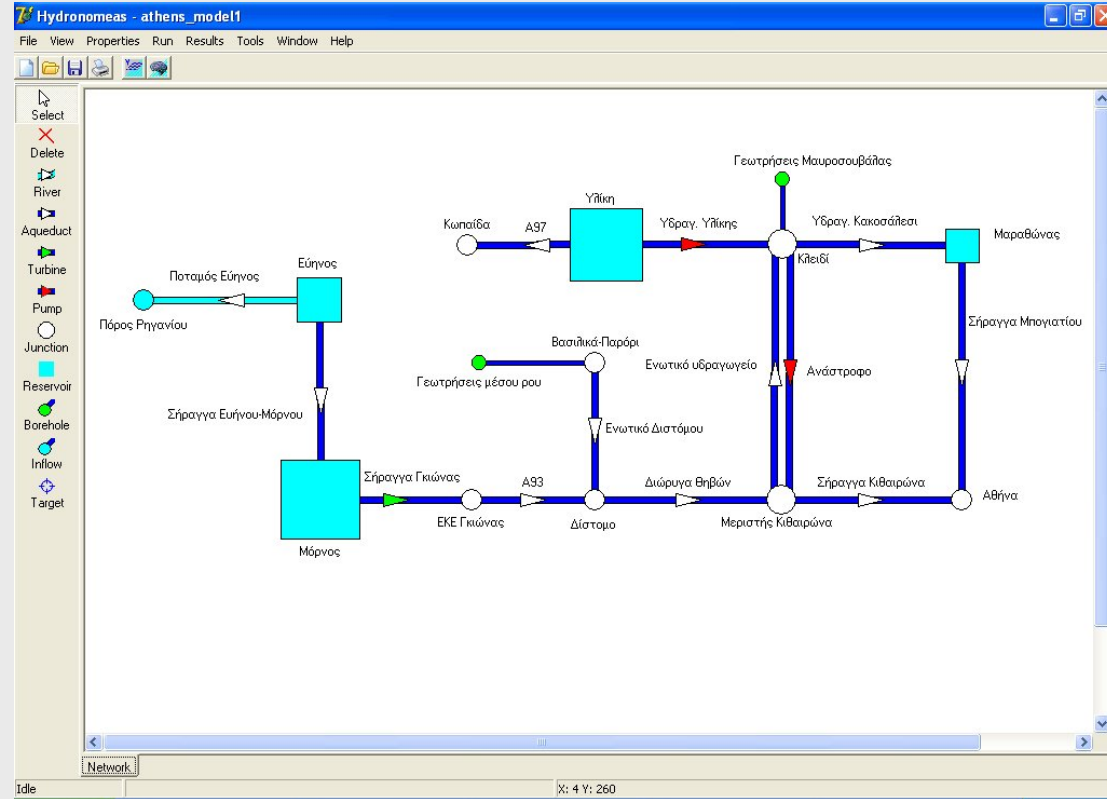 Hydronomeas - athens_model1
File View Properties Run Results Tools Window Help
Select
Delete
River
Aqueduct
Turbine
Pump
Junction
Reservoir
Borehole
Inflow
Target
Γεωτρήσεις Μαυροσουβάλας
Υλίκη
Κωπαίδα
A97
Υδραγ. Υλίκης
Υδραγ. Κακοσάλεσι
Μαραθώνας
Κλειδί
Εύηνος
Ποταμός Εύηνος
Πόρος Ρηγανίου
Σήραγγα Μπογιατίου
Βασιλικά-Παρόρι
Ενωτικό υδραγωγείο
Ανάστροφο
Γεωτρήσεις μέσου ρου
Σήραγγα Ευήνου-Μόρνου
Ενωτικό Διστόμου
Σήραγγα Γκιώνας
A93
Διώρυγα Θηβών
Σήραγγα Κιθαιρώνα
Αθήνα
ΕΚΕ Γκιώνας
Δίστομο
Μεριστής Κιθαιρώνα
Μόρνος
Network
Idle
X: 4 Y: 260